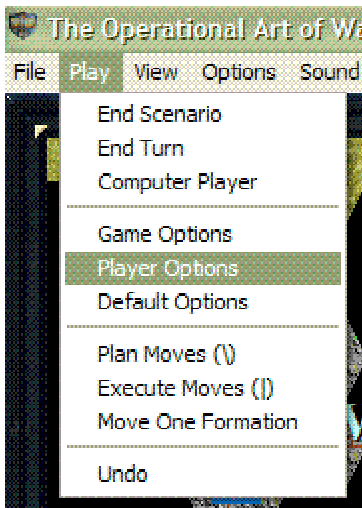 The Operational Art of Wa
File Play View Options Sound
End Scenario
End Turn
Computer Player
Game Options
Player Options
Default Options
Plan Moves (\)
Execute Moves (|)
Move One Formation
Undo